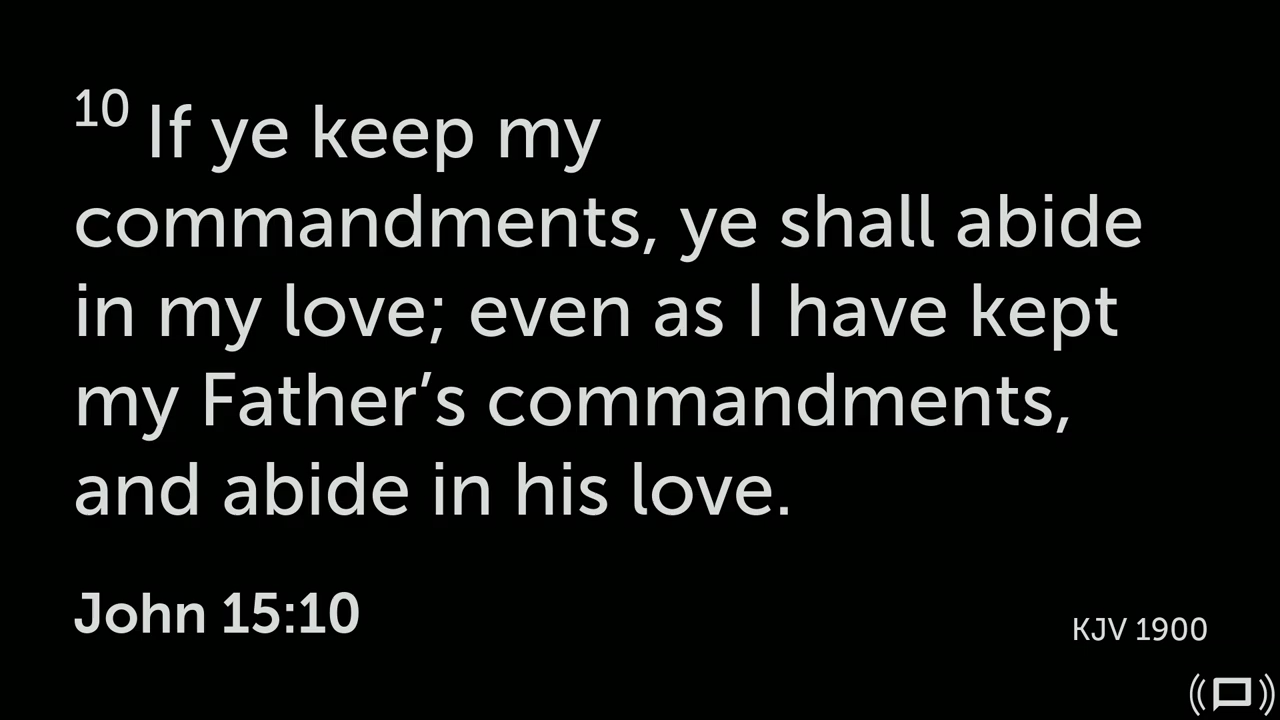 10 If ye keep my
commandments, ye shall abide
in my love; even as I have kept
my Father’s commandments,
and abide in his love.
John 15:10
KJV 1900